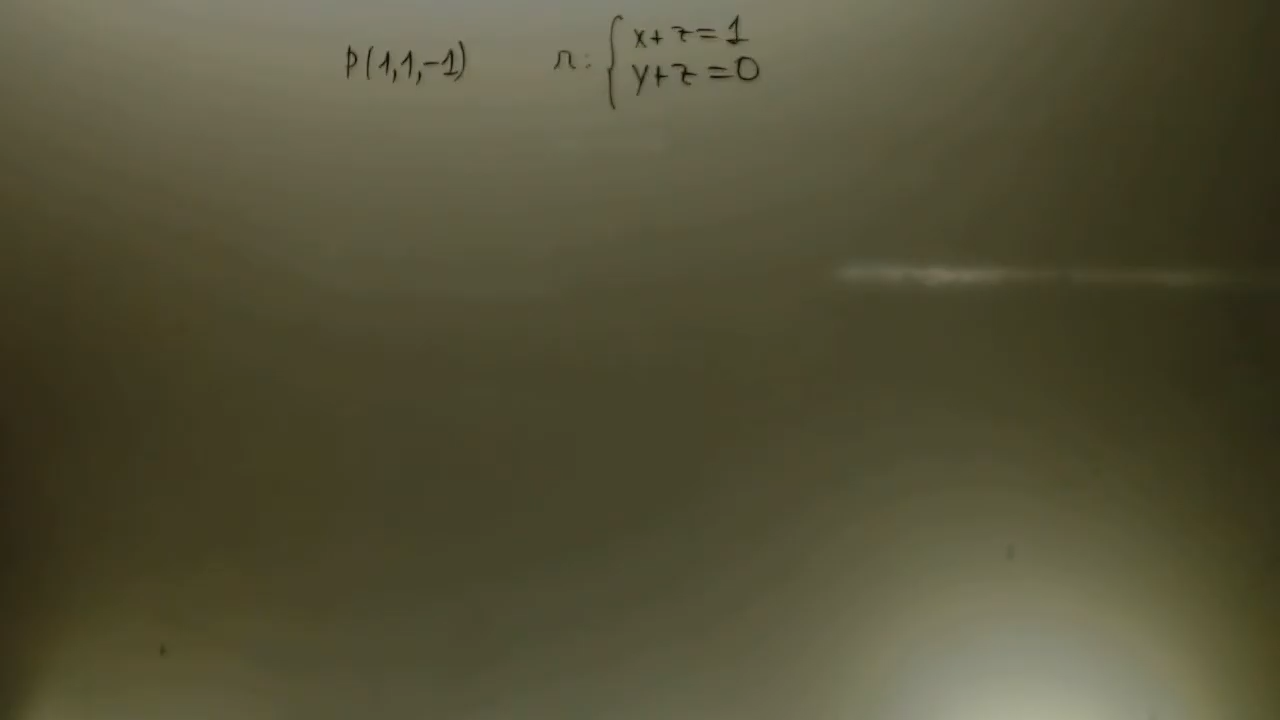 P(1,1,-1)
r: { x+z=1
y+z=0